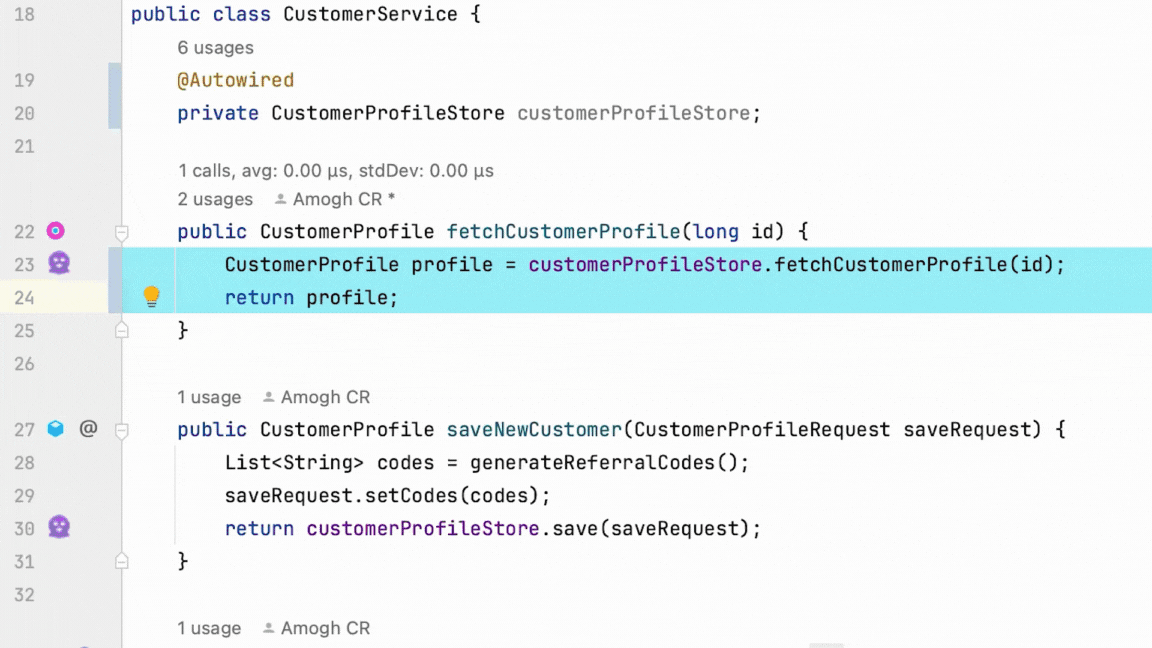 18 public class CustomerService {
6 usages
19 @Autowired
20 private CustomerProfileStore customerProfileStore;
21
1 calls, avg: 0.00 µs, stdDev: 0.00 µs
2 usages Amogh CR *
22 public CustomerProfile fetchCustomerProfile(long id) {
23 CustomerProfile profile = customerProfileStore.fetchCustomerProfile(id);
24 return profile;
25 }
26
1 usage Amogh CR
27 @ public CustomerProfile saveNewCustomer(CustomerProfileRequest saveRequest) {
28 List<String> codes = generateReferralCodes();
29 saveRequest.setCodes(codes);
30 return customerProfileStore.save(saveRequest);
31 }
32
1 usage Amogh CR